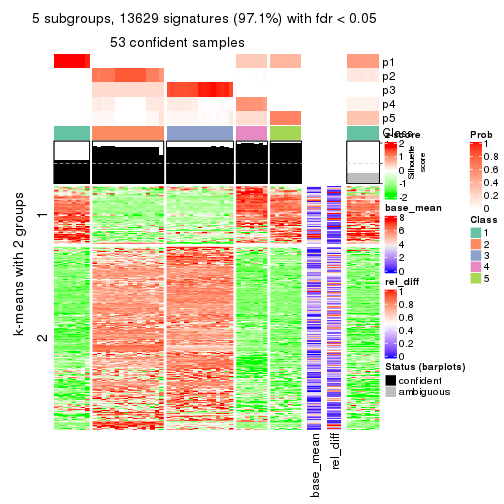 5 subgroups, 13629 signatures (97.1%) with fdr < 0.05
53 confident samples
p1
p2
p3
p4
p5
Class
Silhouette
score
1
2
k-means with 2 groups
base_mean
rel_diff
z-score
2
1
0
-1
-2
base_mean
8
6
4
2
0
rel_diff
1
0.8
0.6
0.4
0.2
0
Status (barplots)
confident
ambiguous
Prob
1
0.8
0.6
0.4
0.2
0
Class
1
2
3
4
5